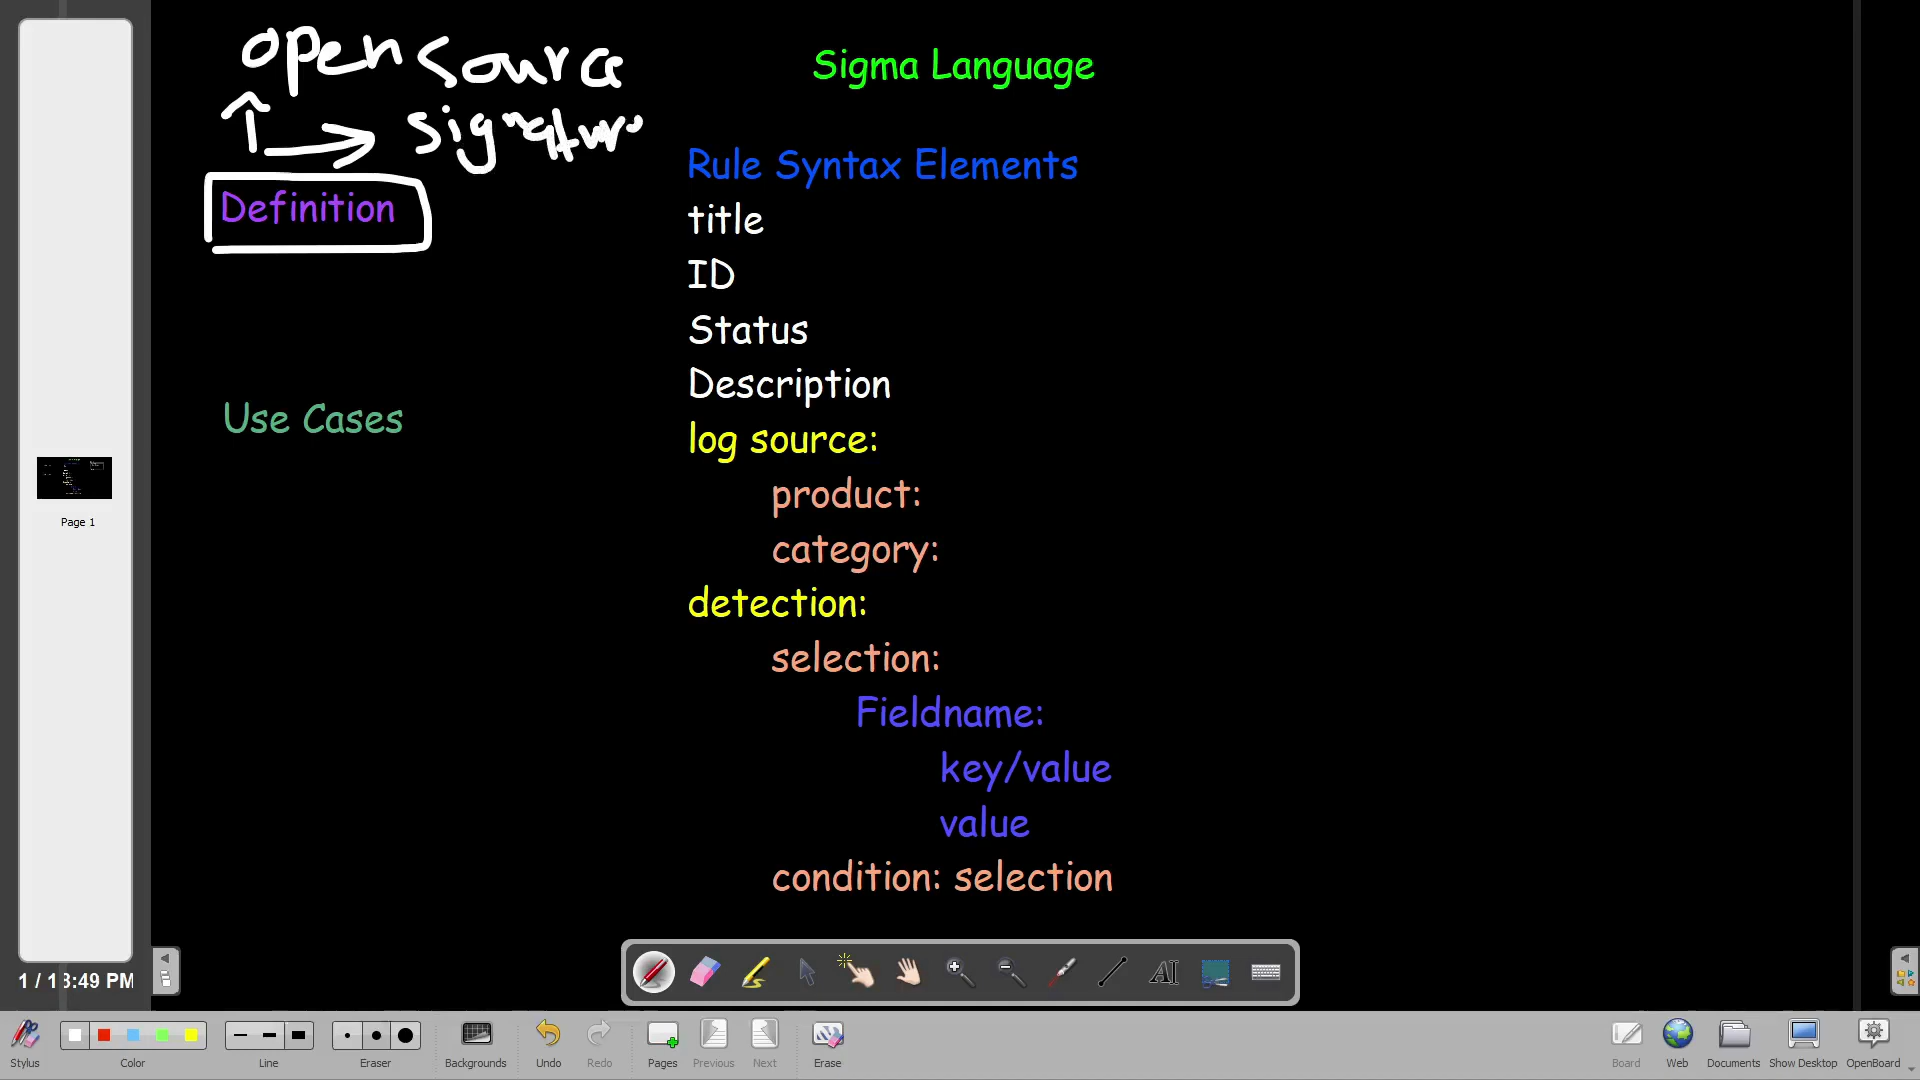 open source
Sigma Language
signature
Rule Syntax Elements
Definition
title
ID
Status
Description
Use Cases
log source:
product:
category:
detection:
selection:
Fieldname:
key/value
value
condition: selection
Page 1
AI
Stylus
Color
Line
Eraser
Backgrounds
Undo
Redo
Pages
Previous
Next
Erase
Board
Web
Documents
Show Desktop
OpenBoard